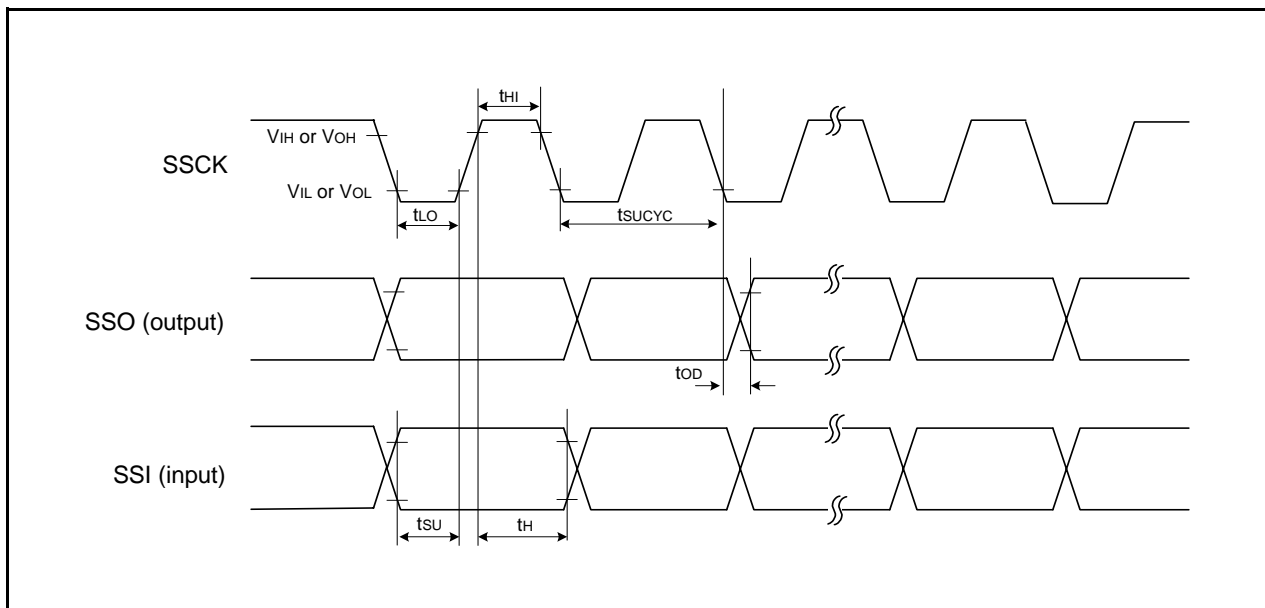 tHI
VIH or VOH
SSCK
VIL or VOL
tLO
tSUCYC
SSO (output)
tOD
SSI (input)
tSU
tH